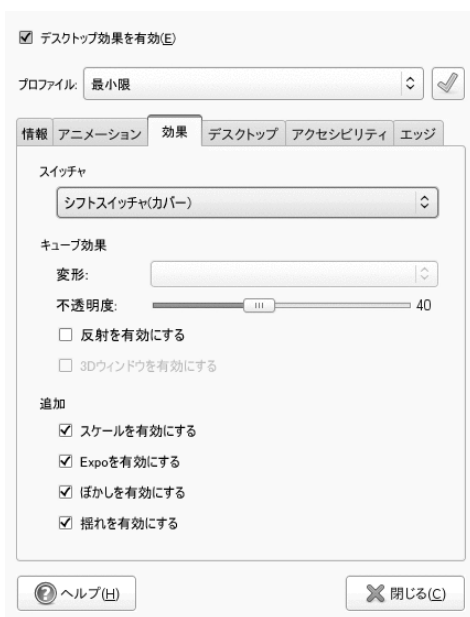 デスクトップ効果を有効(E)
プロファイル: 最小限
情報 アニメーション 効果 デスクトップ アクセシビリティ エッジ
スイッチャ
シフトスイッチャ(カバー)
キューブ効果
変形:
不透明度: 40
反射を有効にする
3Dウィンドウを有効にする
追加
スケールを有効にする
Expoを有効にする
ぼかしを有効にする
揺れを有効にする
ヘルプ(H) 閉じる(C)